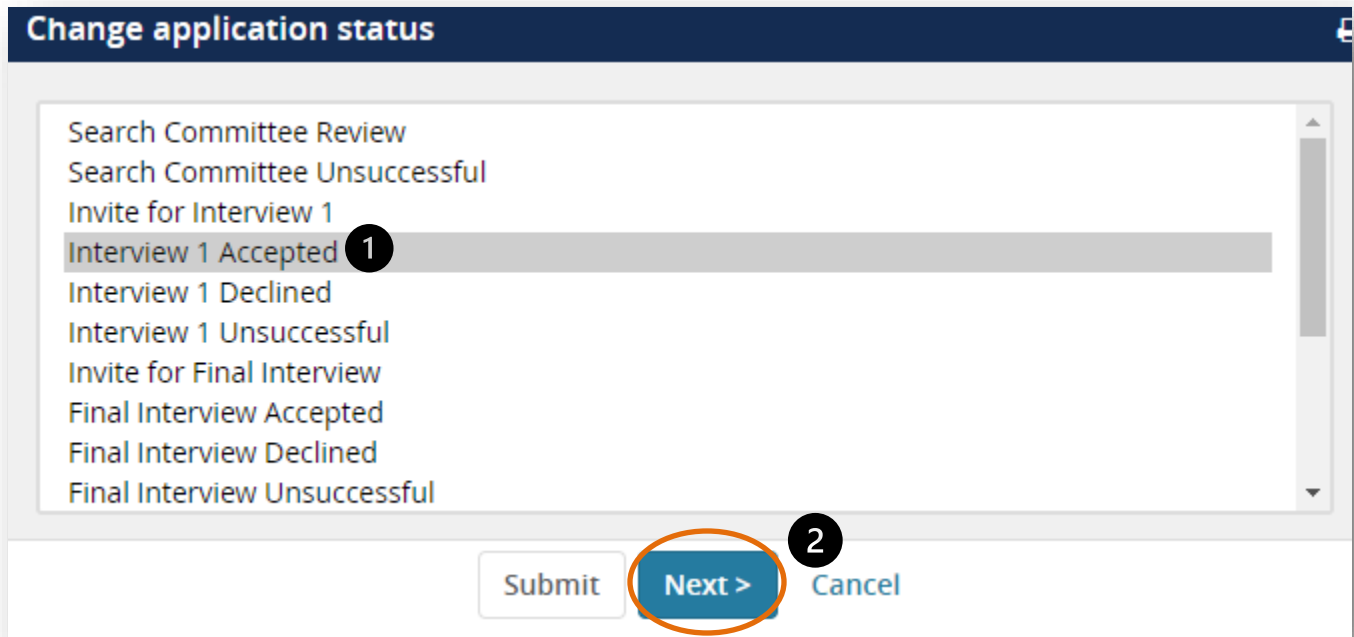 Change application status
Search Committee Review
Search Committee Unsuccessful
Invite for Interview 1
Interview 1 Accepted 1
Interview 1 Declined
Interview 1 Unsuccessful
Invite for Final Interview
Final Interview Accepted
Final Interview Declined
Final Interview Unsuccessful
2
Submit Next > Cancel